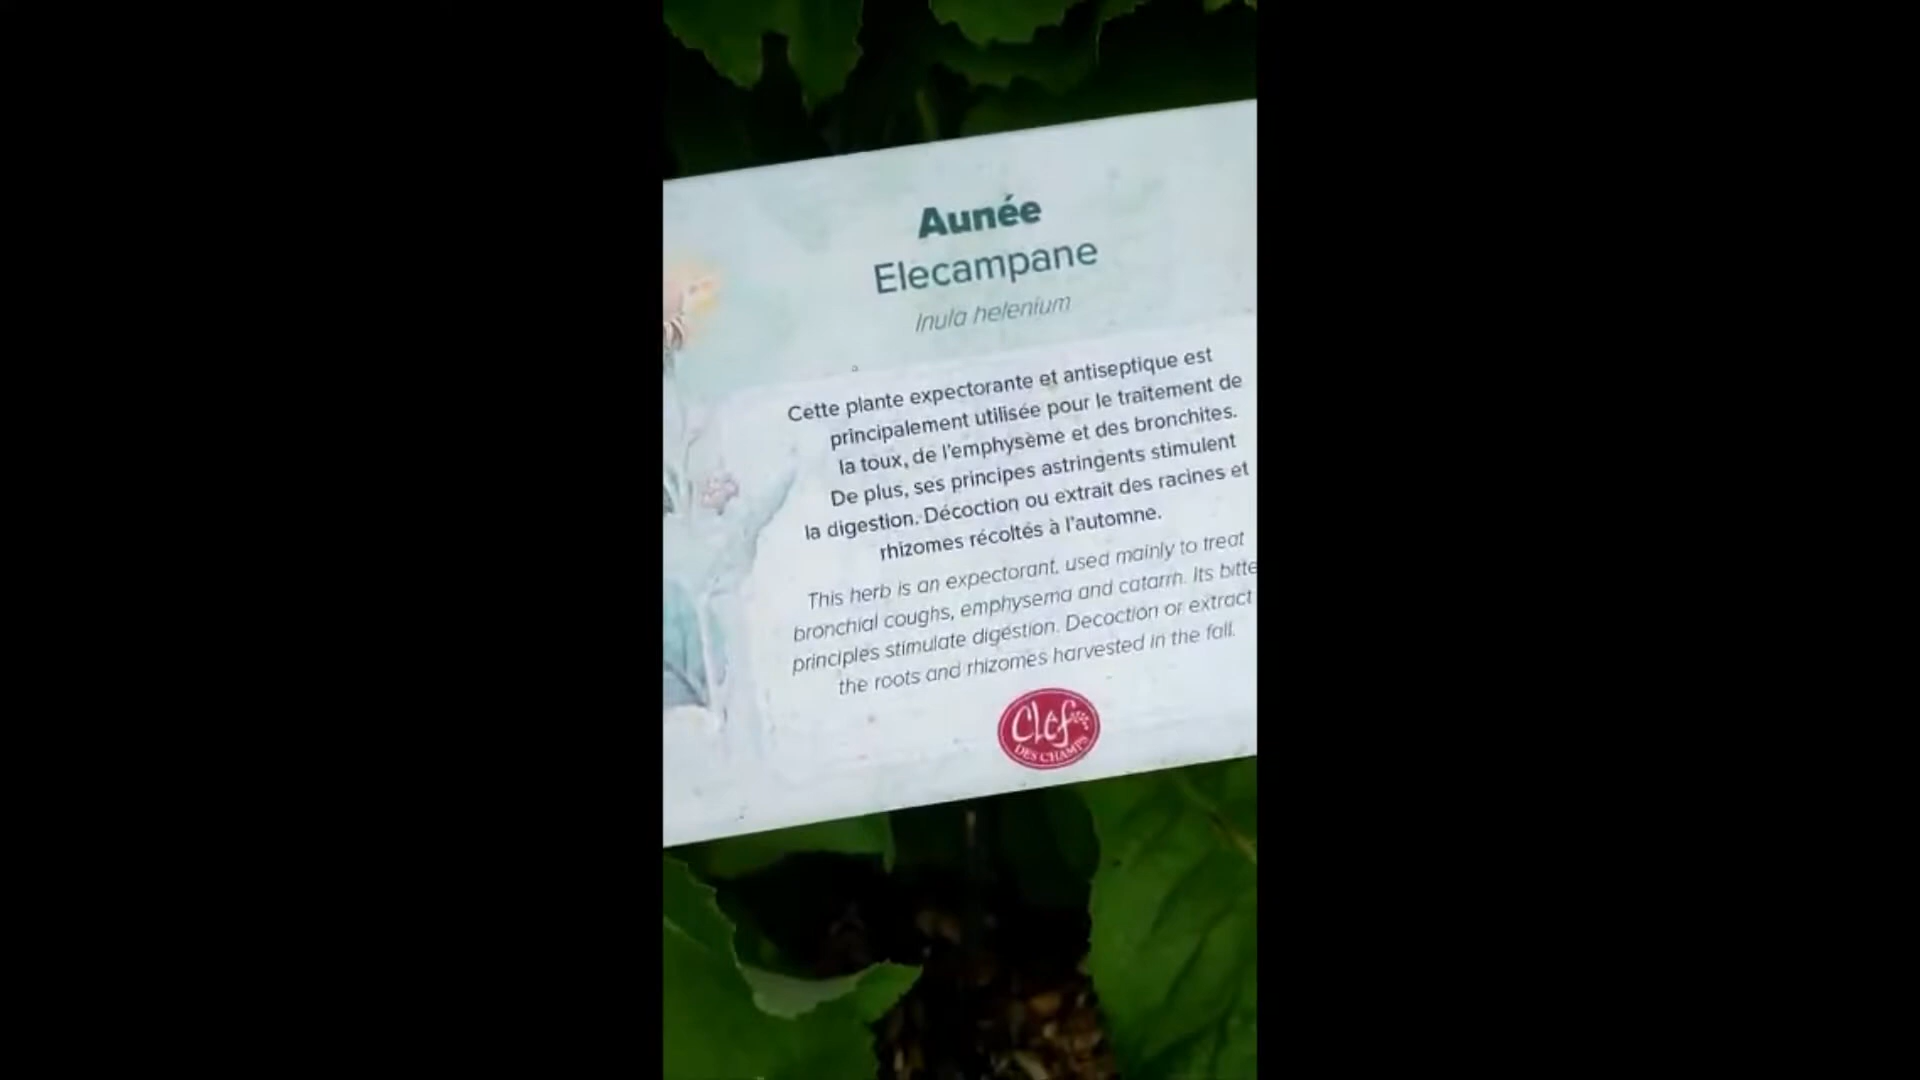 Aunée
Elecampane
Inula helenium
Cette plante expectorante et antiseptique est
principalement utilisée pour le traitement de
la toux, de l'emphysème et des bronchites.
De plus, ses principes astringents stimulent
la digestion. Décoction ou extrait des racines et
rhizomes récoltés à l'automne.
This herb is an expectorant, used mainly to treat
bronchial coughs, emphysema and catarrh. Its bitte
principles stimulate digestion. Decoction or extract
the roots and rhizomes harvested in the fall.
Clef
DES CHAMPS